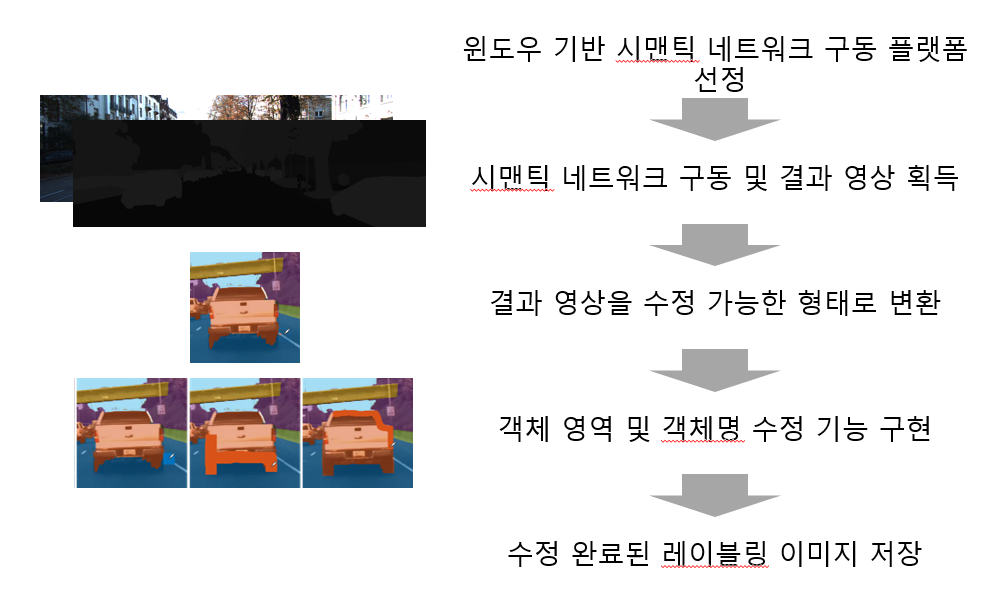 윈도우 기반 시맨틱 네트워크 구동 플랫폼
선정
시맨틱 네트워크 구동 및 결과 영상 획득
결과 영상을 수정 가능한 형태로 변환
객체 영역 및 객체명 수정 기능 구현
수정 완료된 레이블링 이미지 저장